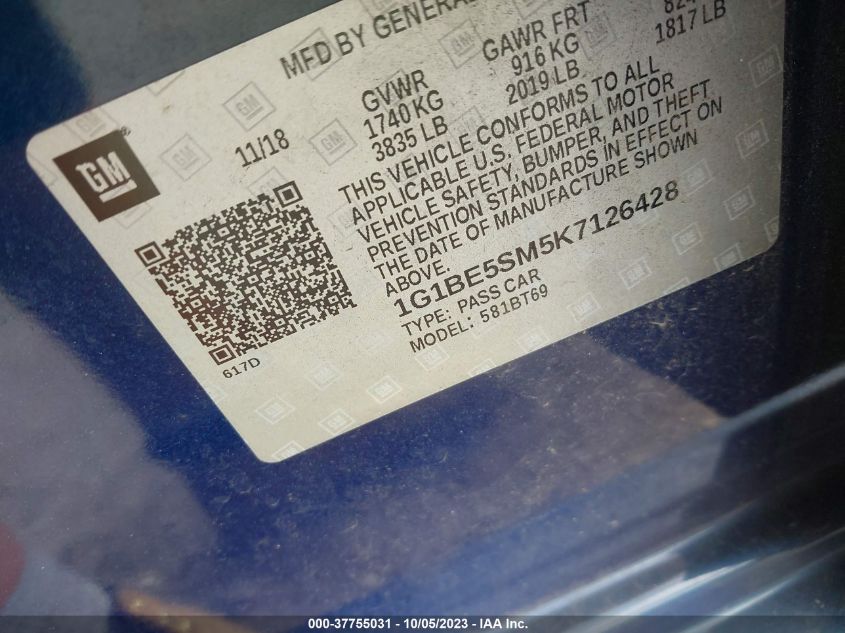 MFD BY GENERAL
GVWR GAWR FRT
1740 KG 916 KG
3835 LB 2019 LB 1817 LB
11/18
GM
®
THIS VEHICLE CONFORMS TO ALL
APPLICABLE U.S. FEDERAL MOTOR
VEHICLE SAFETY, BUMPER, AND THEFT
PREVENTION STANDARDS IN EFFECT ON
THE DATE OF MANUFACTURE SHOWN
ABOVE.
1G1BE5SM5K7126428
TYPE: PASS CAR
MODEL: 581BT69
617D
000-37755031 - 10/05/2023 - IAA Inc.